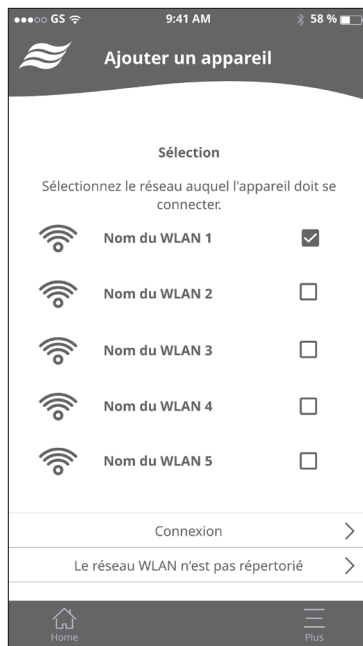 GS 9:41 AM 58 %
Ajouter un appareil
Sélection
Sélectionnez le réseau auquel l'appareil doit se
connecter.
Nom du WLAN 1
Nom du WLAN 2
Nom du WLAN 3
Nom du WLAN 4
Nom du WLAN 5
Connexion
Le réseau WLAN n'est pas répertorié
Home Plus